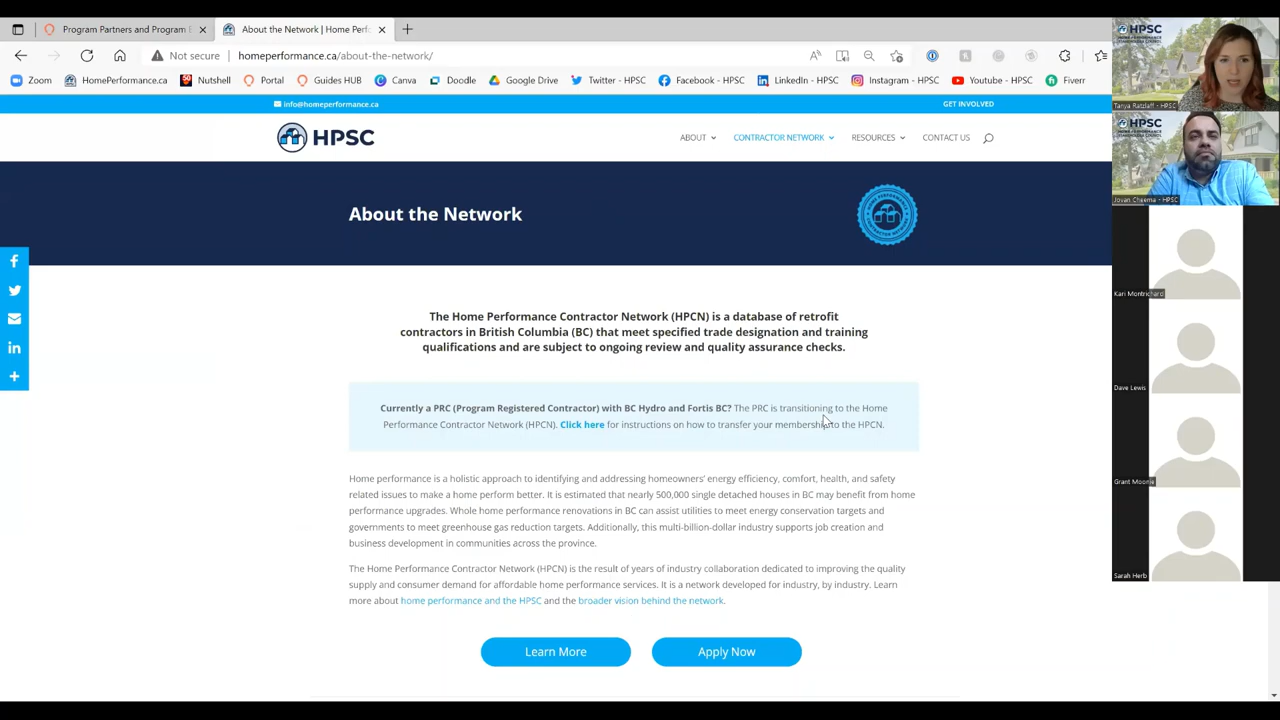 Program Partners and Program E
About the Network | Home Perfo
Not secure
homeperformance.ca/about-the-network/
Zoom
HomePerformance.ca
Nutshell
Portal
Guides HUB
Canva
Doodle
Google Drive
Twitter - HPSC
Facebook - HPSC
LinkedIn - HPSC
Instagram - HPSC
Youtube - HPSC
Fiverr
info@homeperformance.ca
GET INVOLVED
HPSC
ABOUT
CONTRACTOR NETWORK
RESOURCES
CONTACT US
About the Network
The Home Performance Contractor Network (HPCN) is a database of retrofit
contractors in British Columbia (BC) that meet specified trade designation and training
qualifications and are subject to ongoing review and quality assurance checks.
Currently a PRC (Program Registered Contractor) with BC Hydro and Fortis BC? The PRC is transitioning to the Home
Performance Contractor Network (HPCN). Click here for instructions on how to transfer your membership to the HPCN.
Home performance is a holistic approach to identifying and addressing homeowners' energy efficiency, comfort, health, and safety
related issues to make a home perform better. It is estimated that nearly 500,000 single detached houses in BC may benefit from home
performance upgrades. Whole home performance renovations in BC can assist utilities to meet energy conservation targets and
governments to meet greenhouse gas reduction targets. Additionally, this multi-billion-dollar industry supports job creation and
business development in communities across the province.
The Home Performance Contractor Network (HPCN) is the result of years of industry collaboration dedicated to improving the quality
supply and consumer demand for affordable home performance services. It is a network developed for industry, by industry. Learn
more about home performance and the HPSC and the broader vision behind the network.
Learn More
Apply Now
HPSC
Tanya Ratzlaff - HPSC
HPSC
Jovan Cheema - HPSC
Kari Montrichard
Dave Lewis
Grant Moonie
Sarah Herb